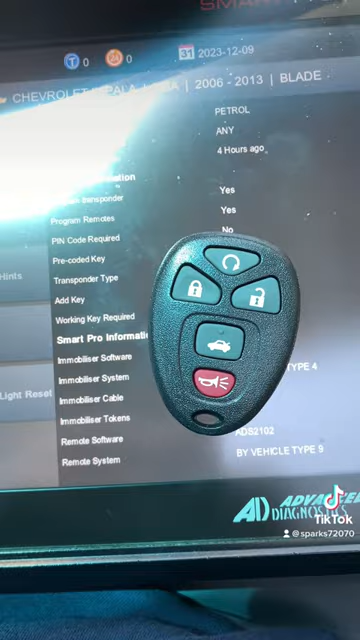 SMART
T 0
0
31 2023-12-09
CHEVROLET | 2006 - 2013 | BLADE
PETROL
ANY
4 Hours ago
Yes
Program Remotes Yes
PIN Code Required No
Pre-coded Key
Hints
Transponder Type
Add Key
Working Key Required
Smart Pro
Immobiliser Software
Light Reset
Immobiliser System TYPE 4
Immobiliser Cable
Immobiliser Tokens
Remote Software ADS2102
Remote System BY VEHICLE TYPE 9
AD
DIAGNOSTICS
TikTok
@sparks72070